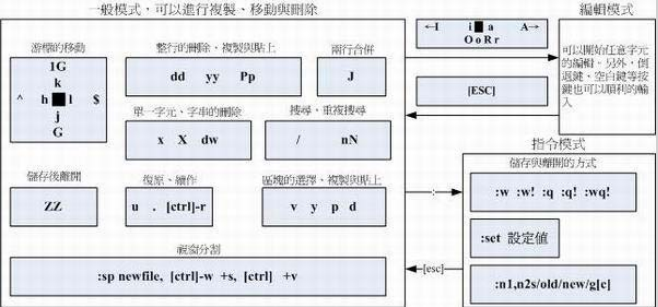 一般模式，可以進行複製、移動與刪除
游標的移動
1G
k
^ h l $
j
G
整行的刪除、複製與貼上
dd yy Pp
兩行合併
J
單一字元、字串的刪除
x X dw
搜尋，重複搜尋
/ nN
儲存後離開
ZZ
復原、續作
u . [ctrl]-r
區塊的選擇、複製與貼上
v y p d
視窗分割
:sp newfile, [ctrl]-w +s, [ctrl] +v
←I i a A→
O o R r
[ESC]
編輯模式
可以開始任意字元
的編輯。另外，倒
退鍵、空白鍵等按
鍵也可以順利的輸
入
:
[esc]
指令模式
儲存與離開的方式
:w :w! :q :q! :wq!
:set 設定值
:n1,n2s/old/new/g[c]